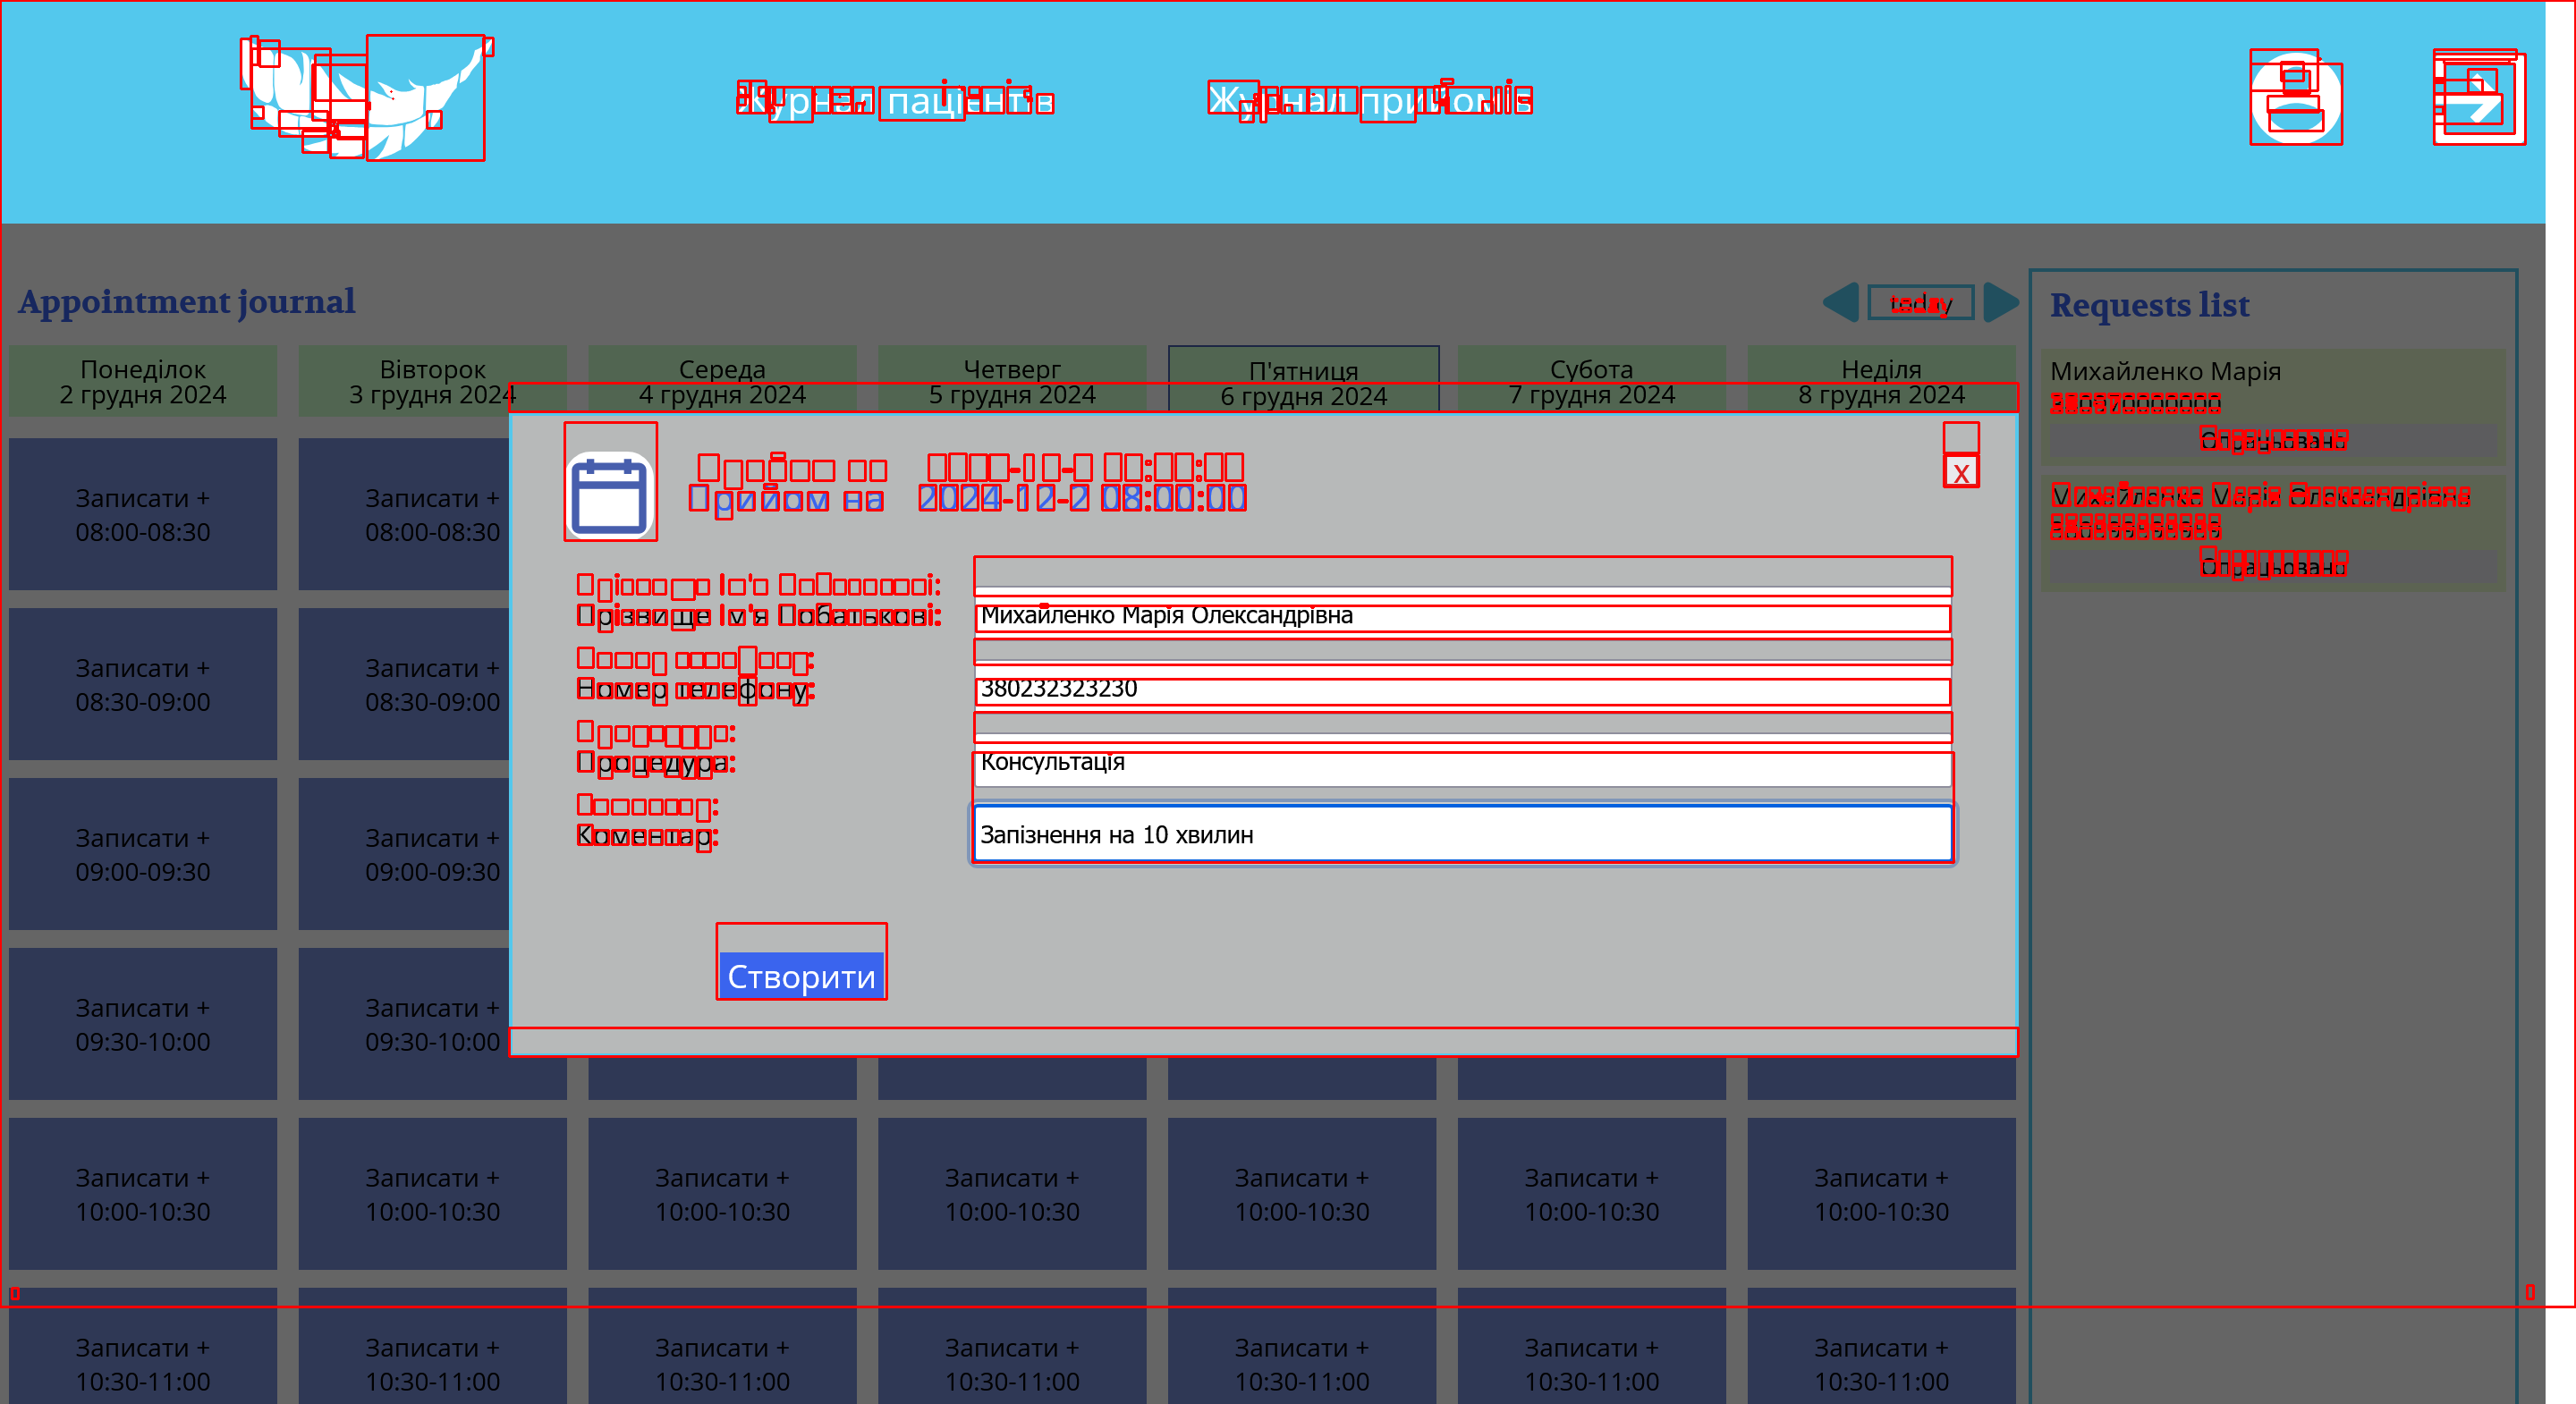 Журнал пацієнтів
Журнал прийомів
Appointment journal
today
Requests list
Понеділок
2 грудня 2024
Вівторок
3 грудня 2024
Середа
4 грудня 2024
Четверг
5 грудня 2024
П'ятниця
6 грудня 2024
Субота
7 грудня 2024
Неділя
8 грудня 2024
Михайленко Марія
Опрацьовано
Михайленко Марія Олександрівна
Опрацьовано
Прийом на 2024-12-2 08:00:00
x
Прізвище Ім'я Побатькові:
Михайленко Марія Олександрівна
Номер телефону:
380232323230
Процедура:
Консультація
Коментар:
Запізнення на 10 хвилин
Створити
Записати +
08:00-08:30
Записати +
08:00-08:30
Записати +
08:30-09:00
Записати +
08:30-09:00
Записати +
09:00-09:30
Записати +
09:00-09:30
Записати +
09:30-10:00
Записати +
09:30-10:00
Записати +
10:00-10:30
Записати +
10:00-10:30
Записати +
10:00-10:30
Записати +
10:00-10:30
Записати +
10:00-10:30
Записати +
10:00-10:30
Записати +
10:00-10:30
Записати +
10:30-11:00
Записати +
10:30-11:00
Записати +
10:30-11:00
Записати +
10:30-11:00
Записати +
10:30-11:00
Записати +
10:30-11:00
Записати +
10:30-11:00